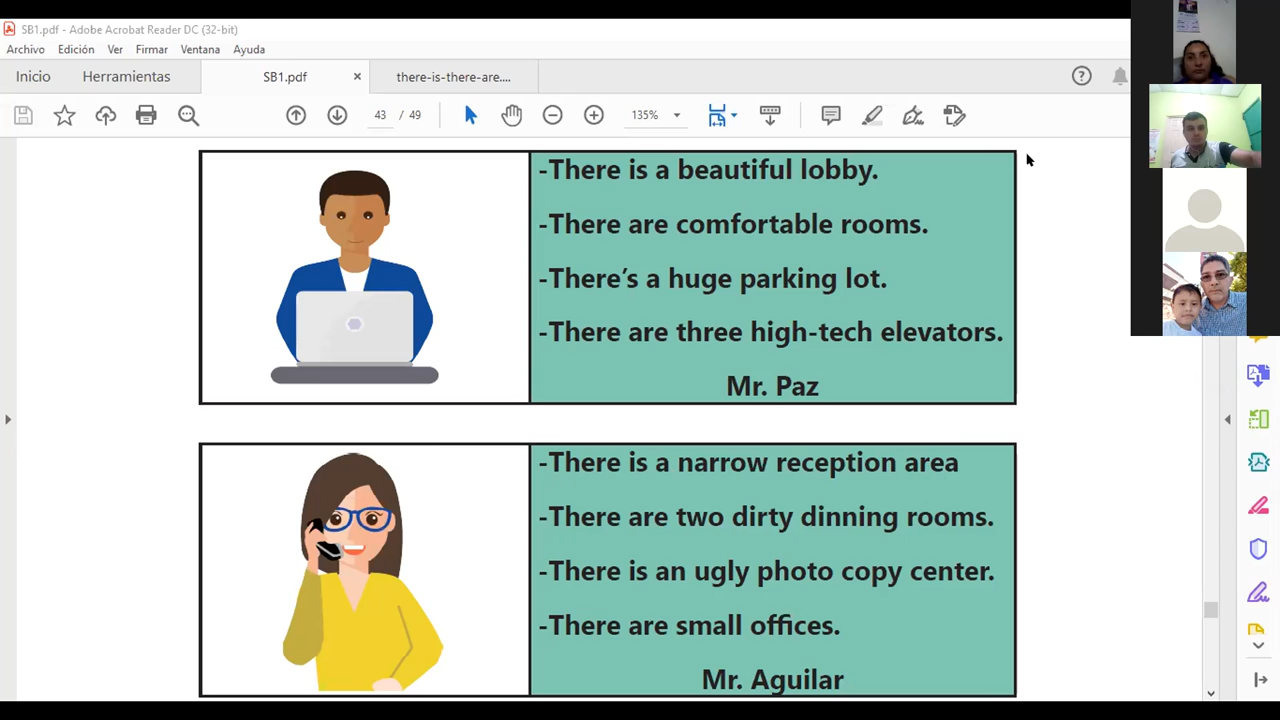 SB1.pdf - Adobe Acrobat Reader DC (32-bit)
Archivo Edición Ver Firmar Ventana Ayuda
Inicio Herramientas SB1.pdf × there-is-there-are....
43 / 49 135%
-There is a beautiful lobby.
-There are comfortable rooms.
-There’s a huge parking lot.
-There are three high-tech elevators.
Mr. Paz
-There is a narrow reception area
-There are two dirty dinning rooms.
-There is an ugly photo copy center.
-There are small offices.
Mr. Aguilar